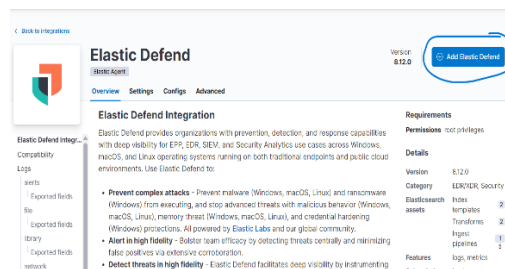 Back to integrations
Elastic Defend
Elastic Agent
Version
8.12.0
Add Elastic Defend
Overview Settings Configs Advanced
Elastic Defend Integr...
Compatibility
Logs
alerts
Exported fields
file
Exported fields
library
Exported fields
network
Elastic Defend Integration
Elastic Defend provides organizations with prevention, detection, and response capabilities
with deep visibility for EPP, EDR, SIEM, and Security Analytics use cases across Windows,
macOS, and Linux operating systems running on both traditional endpoints and public cloud
environments. Use Elastic Defend to:
• Prevent complex attacks - Prevent malware (Windows, macOS, Linux) and ransomware
(Windows) from executing, and stop advanced threats with malicious behavior (Windows,
macOS, Linux), memory threat (Windows, macOS, Linux), and credential hardening
(Windows) protections. All powered by Elastic Labs and our global community.
• Alert in high fidelity - Bolster team efficacy by detecting threats centrally and minimizing
false positives via extensive corroboration.
• Detect threats in high fidelity - Elastic Defend facilitates deep visibility by instrumenting
Requirements
Permissions root privileges
Details
Version 8.12.0
Category EDR/XDR, Security
Elasticsearch assets
Index templates 2
Transforms 2
Ingest pipelines 1
Features logs, metrics